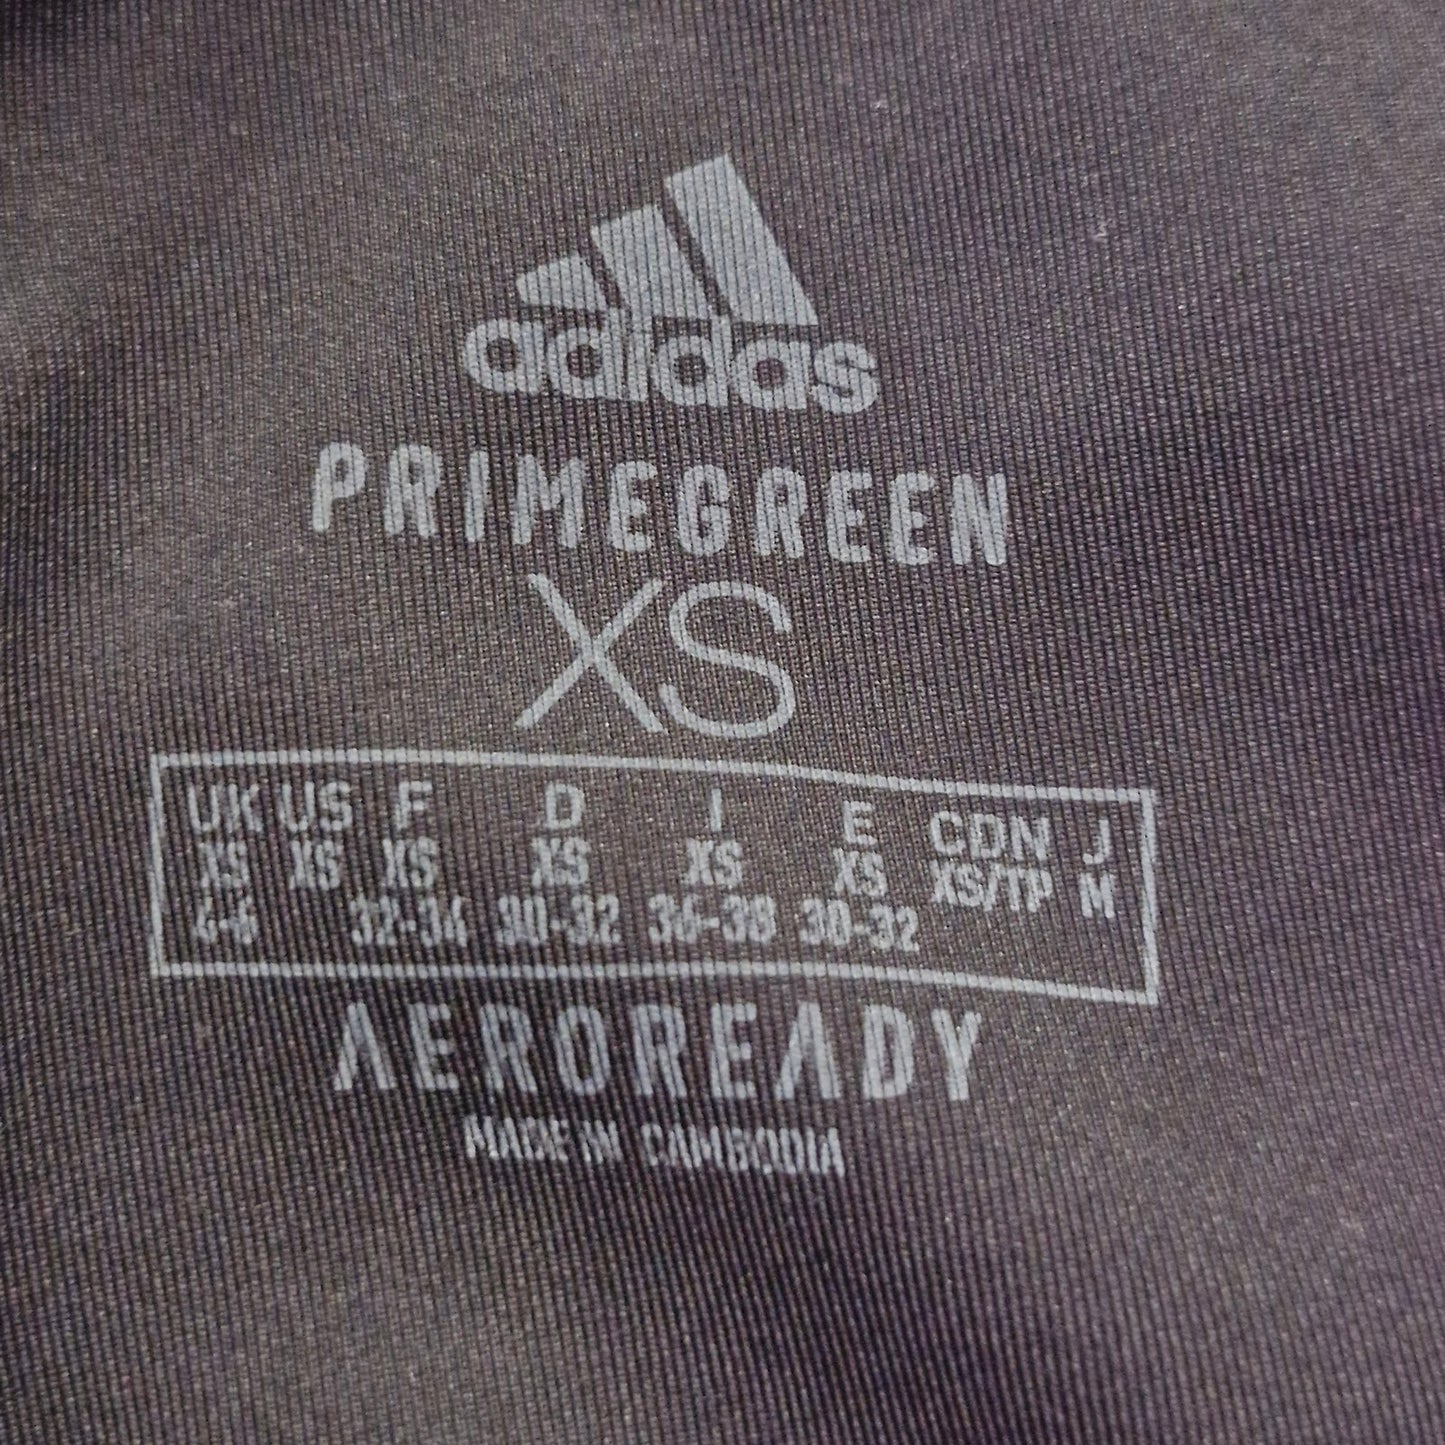 adidas
PRIMEGREEN
XS
UK US F D I E CDN J
XS XS XS XS XS XS XS/TP M
4-6 32-34 30-32 36-38 30-32
AEROREADY
MADE IN CAMBODIA